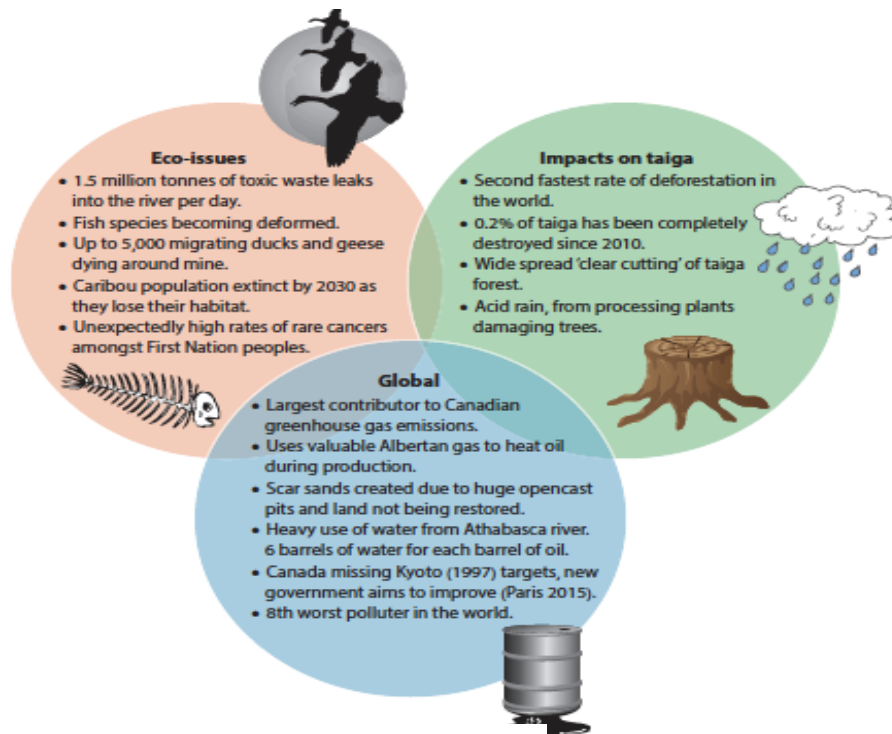 Eco-issues
• 1.5 million tonnes of toxic waste leaks
into the river per day.
• Fish species becoming deformed.
• Up to 5,000 migrating ducks and geese
dying around mine.
• Caribou population extinct by 2030 as
they lose their habitat.
• Unexpectedly high rates of rare cancers
amongst First Nation peoples.
Impacts on taiga
• Second fastest rate of deforestation in
the world.
• 0.2% of taiga has been completely
destroyed since 2010.
• Wide spread ‘clear cutting’ of taiga
forest.
• Acid rain, from processing plants
damaging trees.
Global
• Largest contributor to Canadian
greenhouse gas emissions.
• Uses valuable Albertan gas to heat oil
during production.
• Scar sands created due to huge opencast
pits and land not being restored.
• Heavy use of water from Athabasca river.
6 barrels of water for each barrel of oil.
• Canada missing Kyoto (1997) targets, new
government aims to improve (Paris 2015).
• 8th worst polluter in the world.